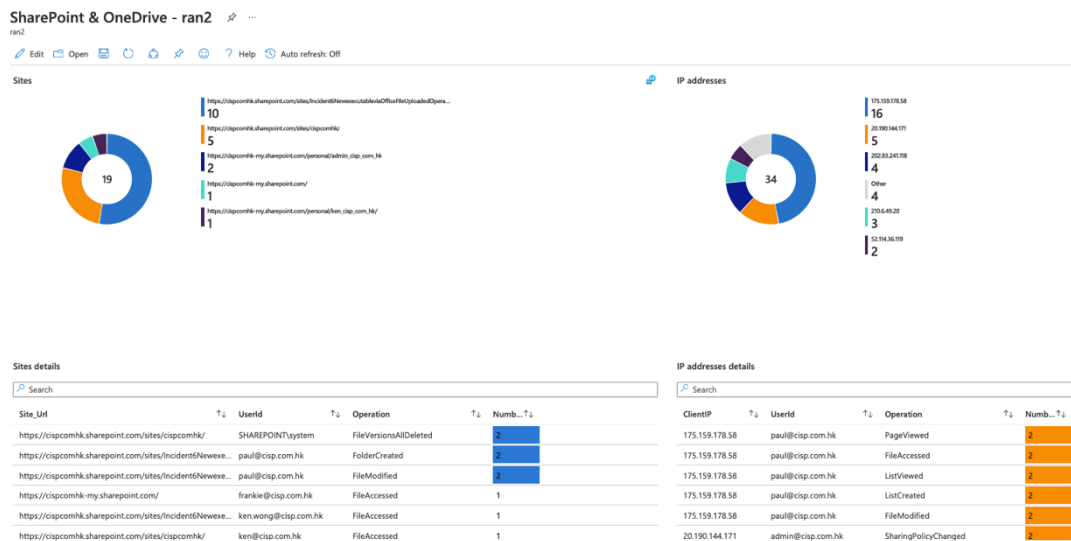 SharePoint & OneDrive - ran2 ...
ran2
Edit Open Help Auto refresh: Off
Sites
https://cispcomhk.sharepoint.com/sites/Incident6NewexecutableviaOfficeFileUploadedOpera...
10
https://cispcomhk.sharepoint.com/sites/cispcomhk/
5
https://cispcomhk-my.sharepoint.com/personal/admin_cisp_com_hk
2
https://cispcomhk-my.sharepoint.com/
1
https://cispcomhk-my.sharepoint.com/personal/ken_cisp_com_hk/
1
19
IP addresses
175.159.178.58
16
20.190.144.171
5
202.83.241.118
4
Other
4
210.6.49.20
3
52.114.36.119
2
34
Sites details
Search
Site_Url UserId Operation Numb...
https://cispcomhk.sharepoint.com/sites/cispcomhk/ SHAREPOINT\system FileVersionsAllDeleted 2
https://cispcomhk.sharepoint.com/sites/Incident6Newexe... paul@cisp.com.hk FolderCreated 2
https://cispcomhk.sharepoint.com/sites/Incident6Newexe... paul@cisp.com.hk FileModified 2
https://cispcomhk-my.sharepoint.com/ frankie@cisp.com.hk FileAccessed 1
https://cispcomhk.sharepoint.com/sites/Incident6Newexe... ken.wong@cisp.com.hk FileAccessed 1
https://cispcomhk.sharepoint.com/sites/cispcomhk/ ken@cisp.com.hk FileAccessed 1
IP addresses details
Search
ClientIP UserId Operation Numb...
175.159.178.58 paul@cisp.com.hk PageViewed 2
175.159.178.58 paul@cisp.com.hk FileAccessed 2
175.159.178.58 paul@cisp.com.hk ListViewed 2
175.159.178.58 paul@cisp.com.hk ListCreated 2
175.159.178.58 paul@cisp.com.hk FileModified 2
20.190.144.171 admin@cisp.com.hk SharingPolicyChanged 2